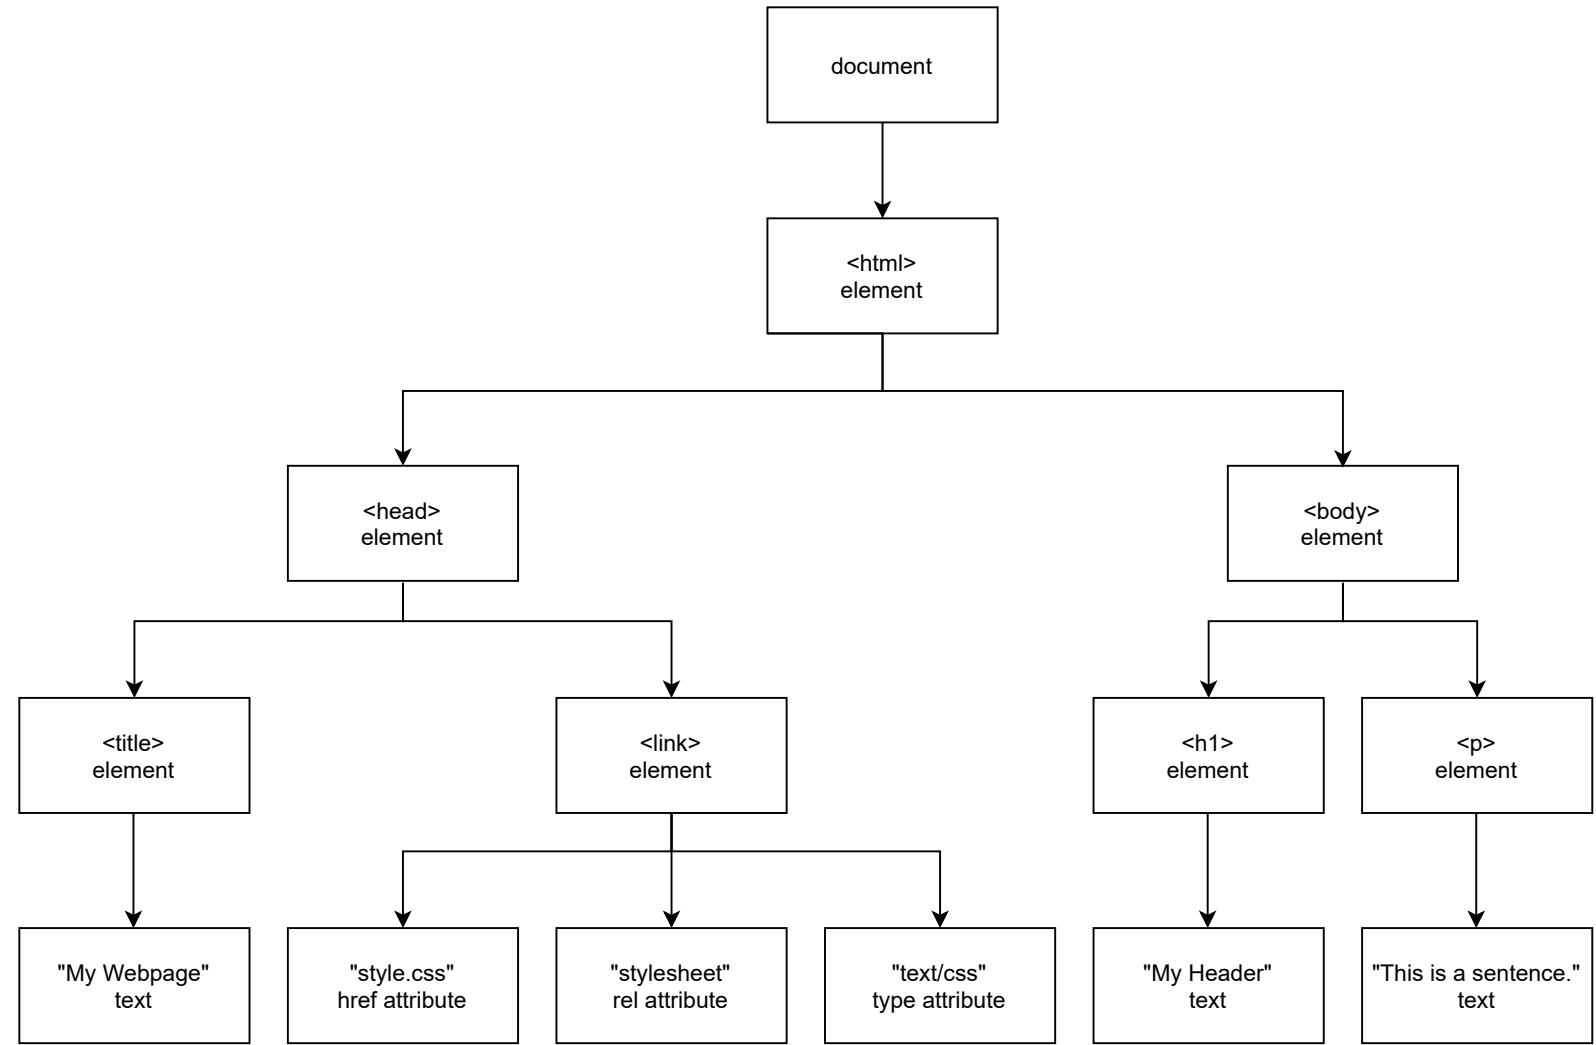 document
<html>
element
<head>
element
<body>
element
<title>
element
<link>
element
<h1>
element
<p>
element
"My Webpage"
text
"style.css"
href attribute
"stylesheet"
rel attribute
"text/css"
type attribute
"My Header"
text
"This is a sentence."
text